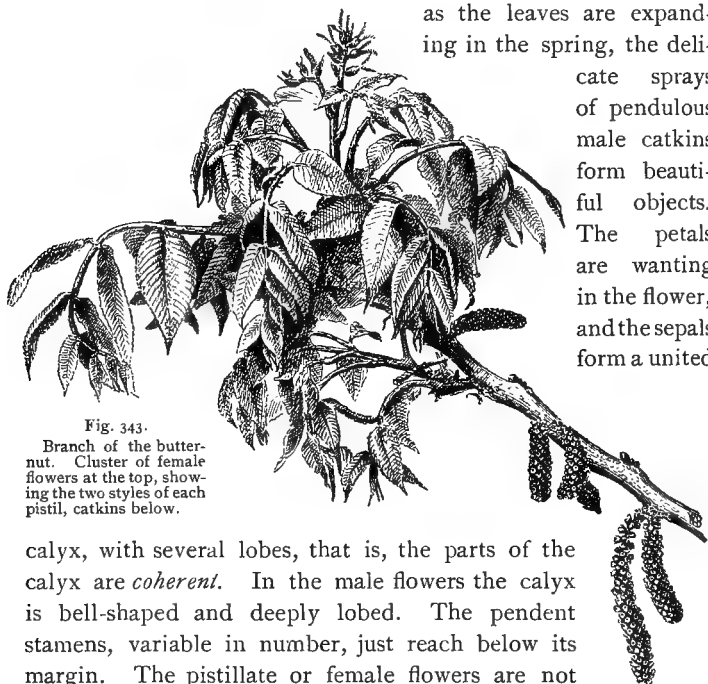 as the leaves are expand-
ing in the spring, the deli-
cate sprays
of pendulous
male catkins
form beauti-
ful objects.
The petals
are wanting
in the flower,
and the sepals
form a united
Fig. 343.
Branch of the butter-
nut. Cluster of female
flowers at the top, show-
ing the two styles of each
pistil, catkins below.
calyx, with several lobes, that is, the parts of the
calyx are coherent. In the male flowers the calyx
is bell-shaped and deeply lobed. The pendent
stamens, variable in number, just reach below its
margin. The pistillate or female flowers are not